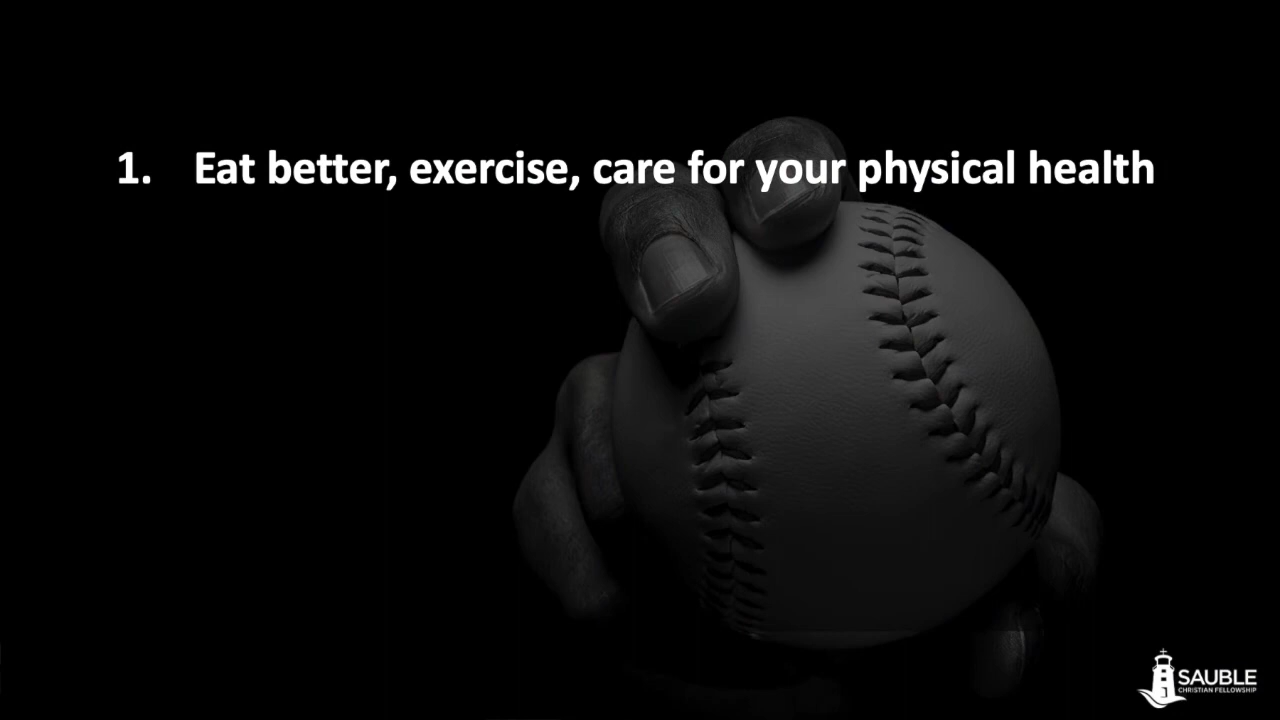 1. Eat better, exercise, care for your physical health
SAUBLE
CHRISTIAN FELLOWSHIP